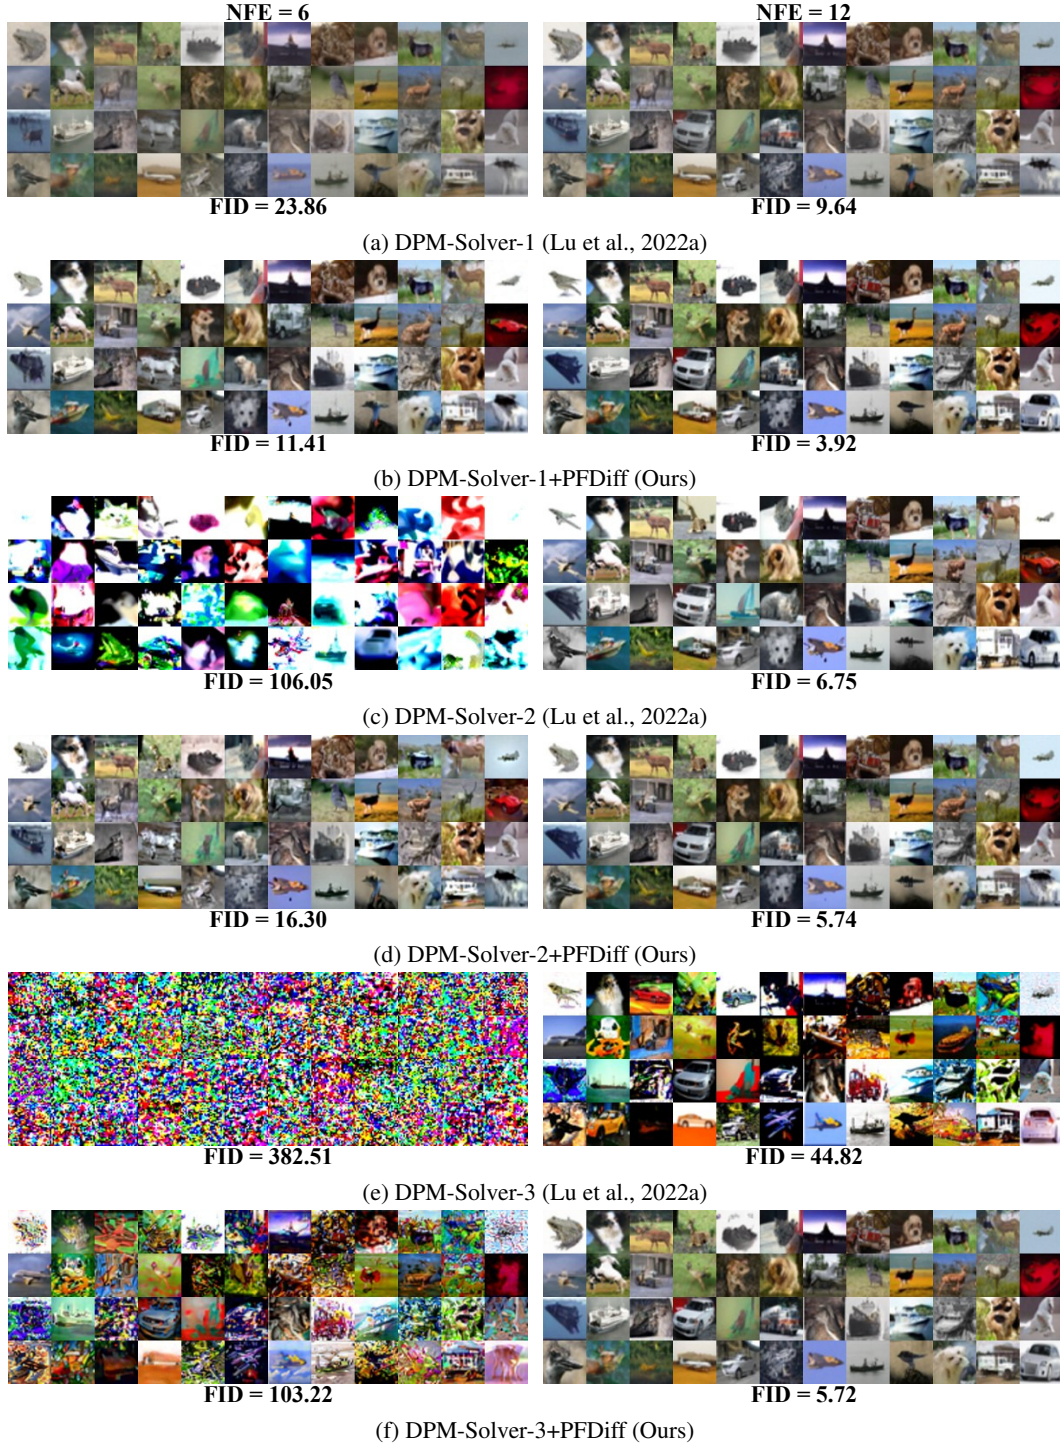 NFE = 6 NFE = 12
FID = 23.86 FID = 9.64
(a) DPM-Solver-1 (Lu et al., 2022a)
FID = 11.41 FID = 3.92
(b) DPM-Solver-1+PFDiff (Ours)
FID = 106.05 FID = 6.75
(c) DPM-Solver-2 (Lu et al., 2022a)
FID = 16.30 FID = 5.74
(d) DPM-Solver-2+PFDiff (Ours)
FID = 382.51 FID = 44.82
(e) DPM-Solver-3 (Lu et al., 2022a)
FID = 103.22 FID = 5.72
(f) DPM-Solver-3+PFDiff (Ours)